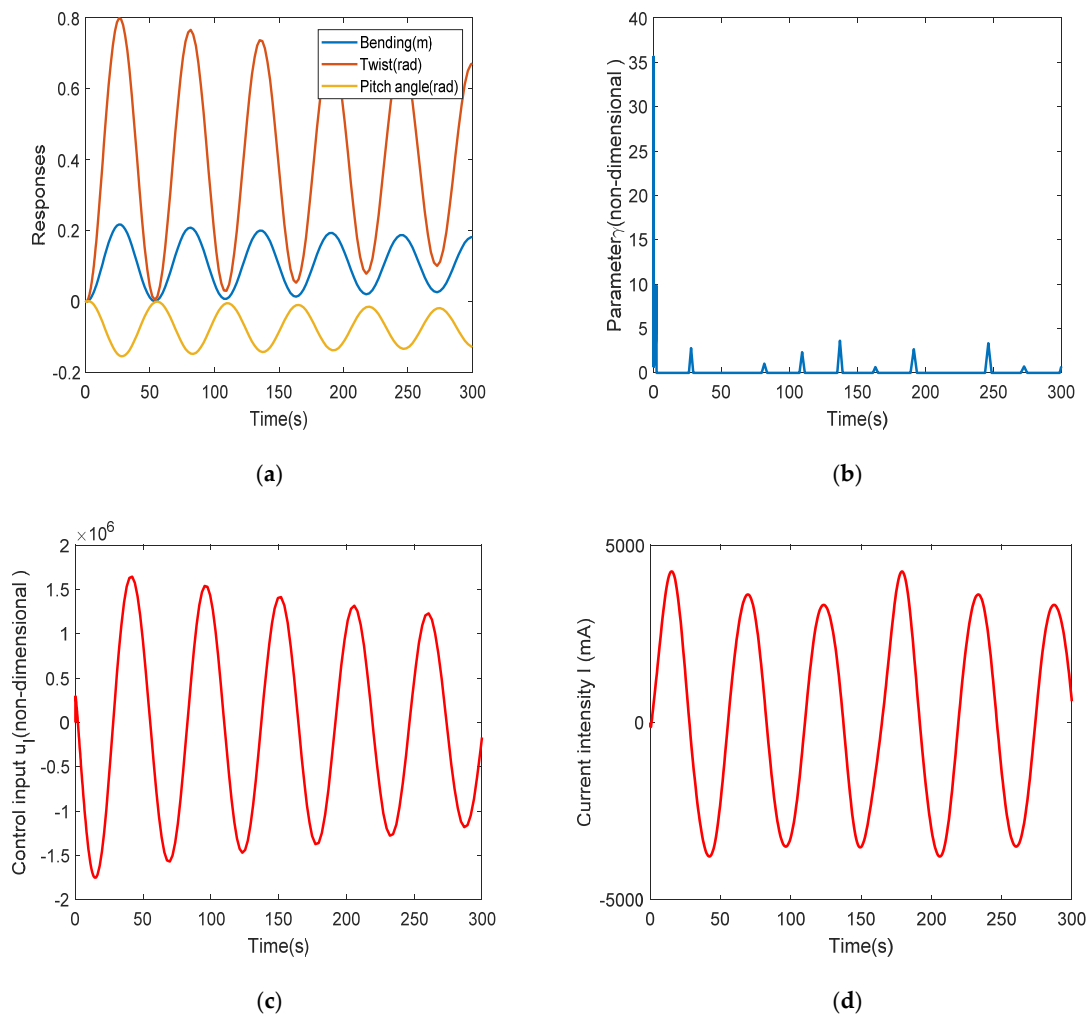 0.8
0.6
0.4
0.2
0
-0.2
Responses
Bending(m)
Twist(rad)
Pitch angle(rad)
0 50 100 150 200 250 300
Time(s)
(a)
40
35
30
25
20
15
10
5
0
Parameterγ(non-dimensional )
0 50 100 150 200 250 300
Time(s)
(b)
×10^6
2
1.5
1
0.5
0
-0.5
-1
-1.5
-2
Control input u_I(non-dimensional )
0 50 100 150 200 250 300
Time(s)
(c)
5000
0
-5000
Current intensity I (mA)
0 50 100 150 200 250 300
Time(s)
(d)